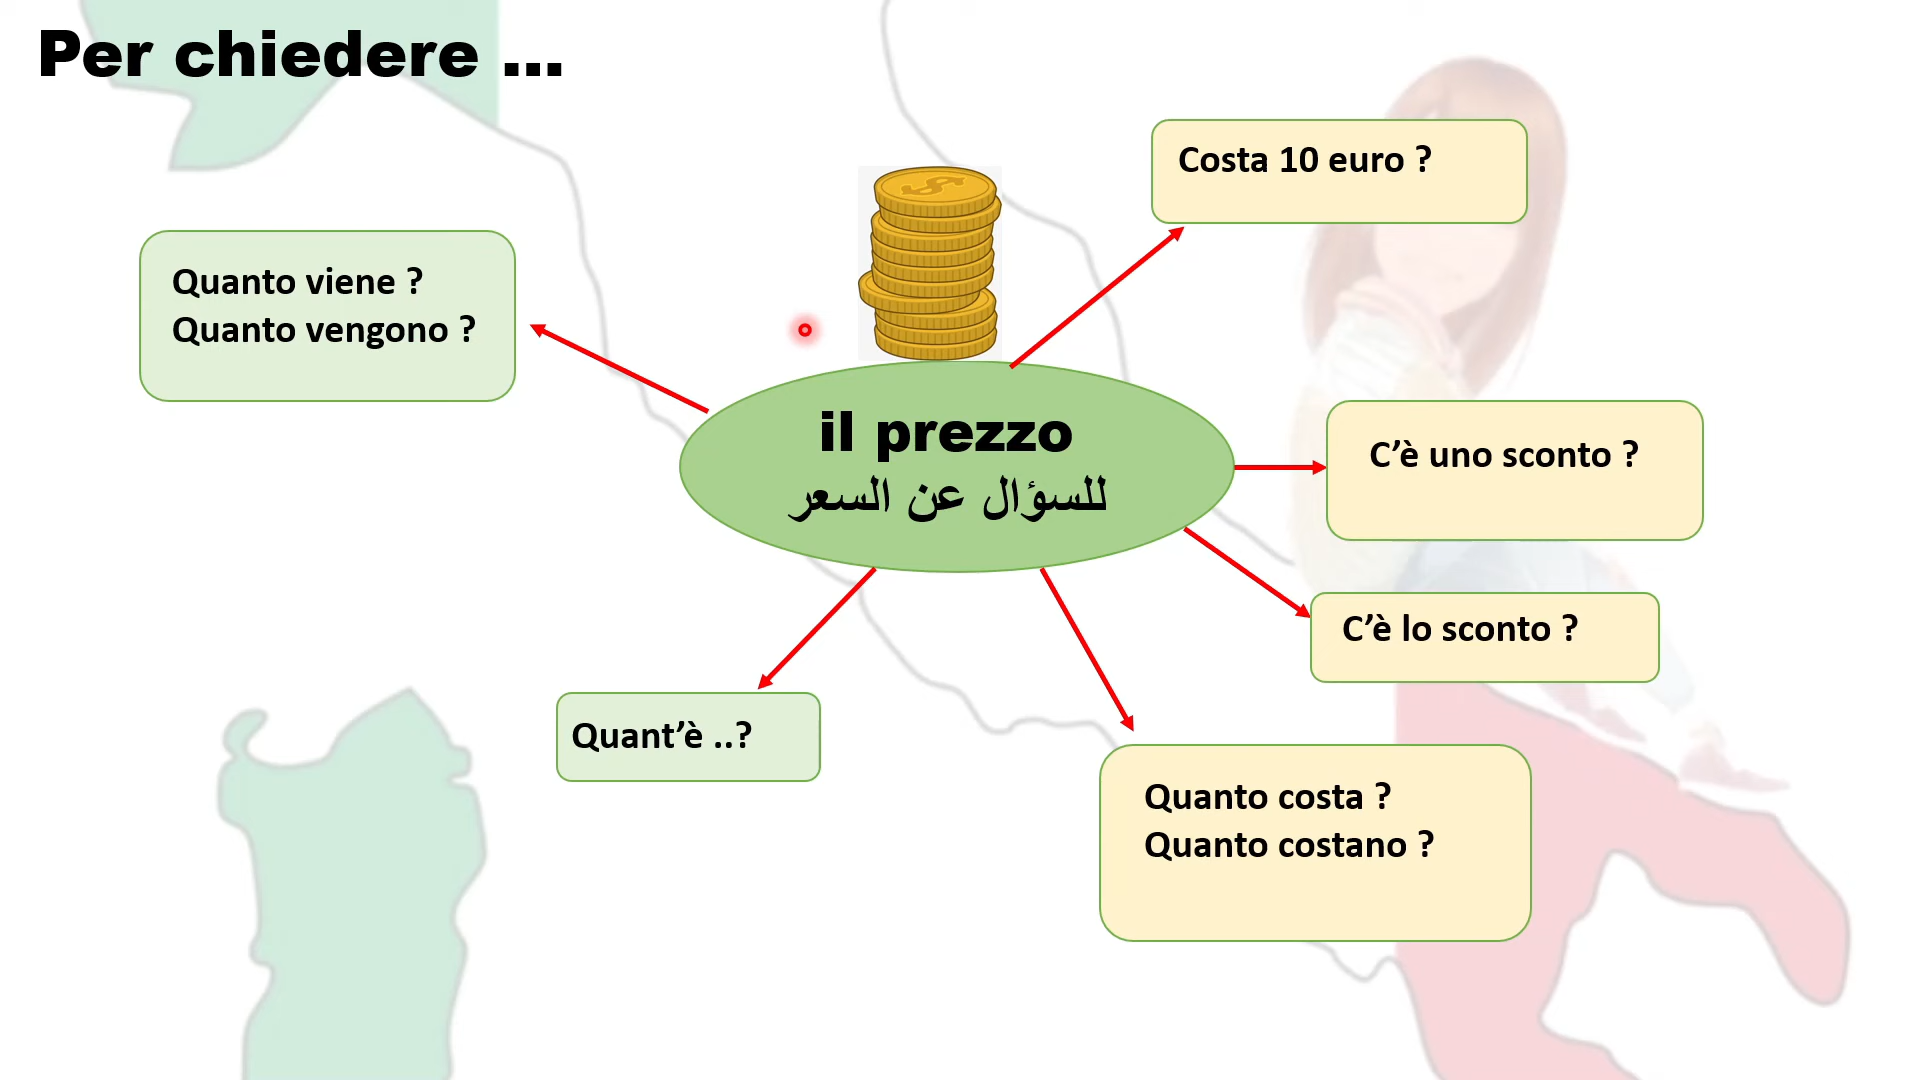 Per chiedere ...
Costa 10 euro ?
Quanto viene ?
Quanto vengono ?
il prezzo
للسؤال عن السعر
C’è uno sconto ?
C’è lo sconto ?
Quant’è ..?
Quanto costa ?
Quanto costano ?